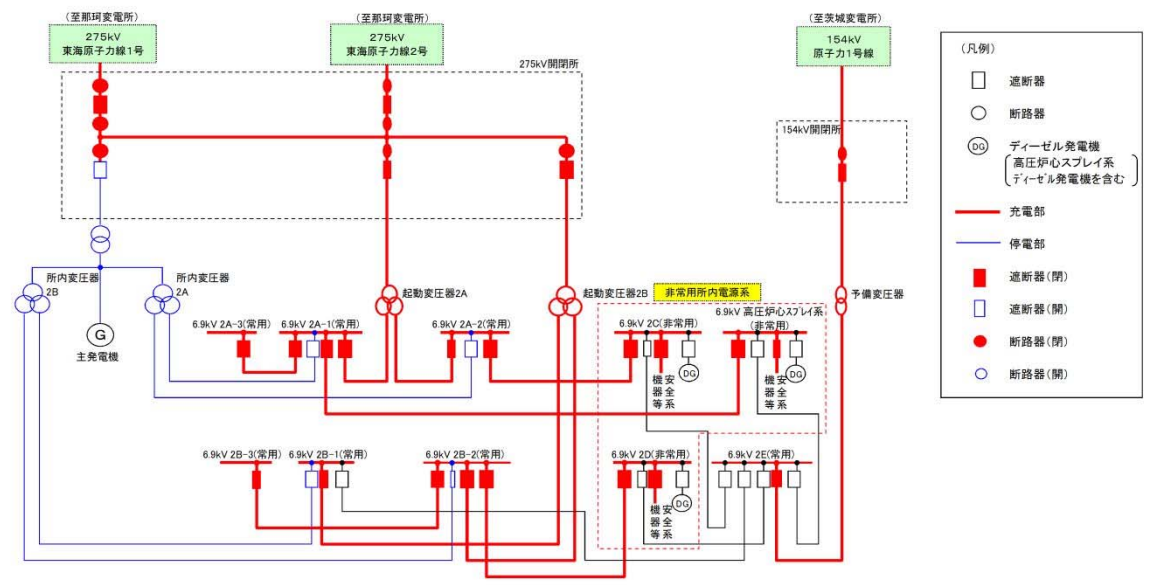 (至那珂変電所)
275kV
東海原子力線1号
(至那珂変電所)
275kV
東海原子力線2号
(至茨城変電所)
154kV
原子力1号線
275kV開閉所
154kV開閉所
所内変圧器
2B
所内変圧器
2A
G
主発電機
起動変圧器2A
起動変圧器2B
非常用所内電源系
予備変圧器
6.9kV 2A-3(常用)
6.9kV 2A-1(常用)
6.9kV 2A-2(常用)
6.9kV 2C(非常用)
6.9kV 高圧炉心スプレイ系
(非常用)
安全系
機器等
DG
安全系
機器等
DG
6.9kV 2B-3(常用)
6.9kV 2B-1(常用)
6.9kV 2B-2(常用)
6.9kV 2D(非常用)
6.9kV 2E(常用)
安全系
機器等
DG
(凡例)
遮断器
断路器
DG
ディーゼル発電機
高圧炉心スプレイ系
ディーゼル発電機を含む
充電部
停電部
遮断器(閉)
遮断器(開)
断路器(閉)
断路器(開)